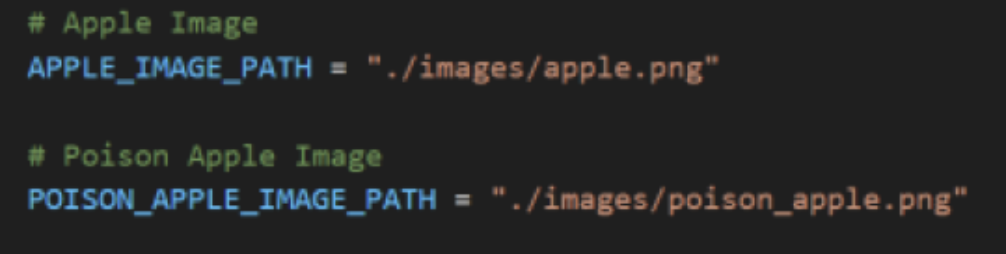 # Apple Image
APPLE_IMAGE_PATH = "./images/apple.png"
# Poison Apple Image
POISON_APPLE_IMAGE_PATH = "./images/poison_apple.png"